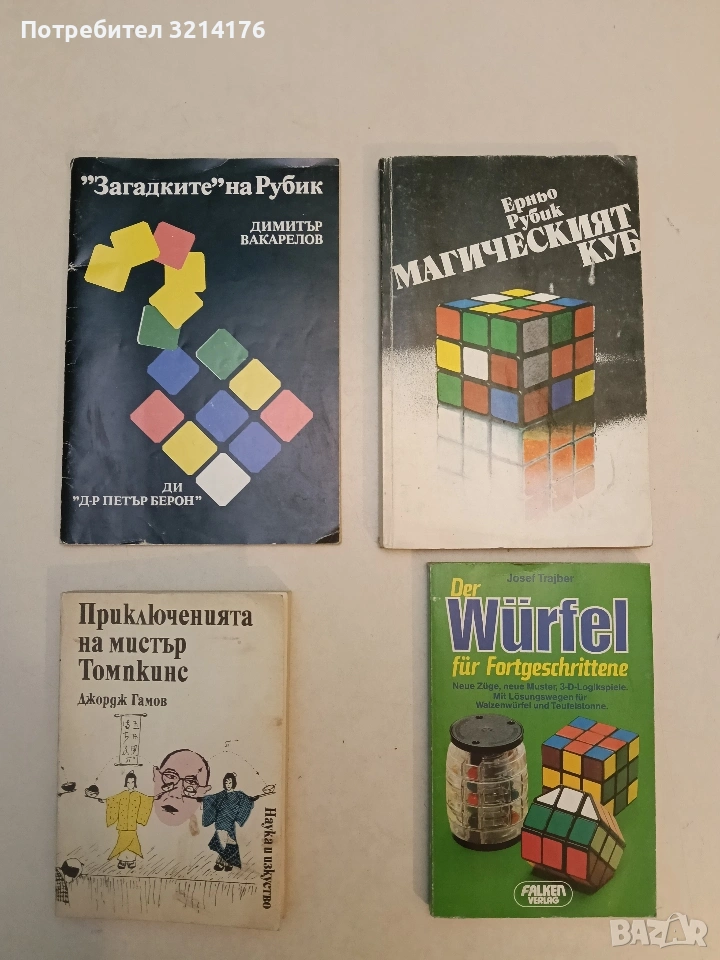 Потребител 3214176
"Загадките" на Рубик
ДИМИТЪР
ВАКАРЕЛОВ
ДИ
"Д-Р ПЕТЪР БЕРОН"
Ерньо
Рубик
МАГИЧЕСКИЯТ
КУБ
Приключенията
на мистър
Томпкинс
Джордж Гамов
Наука и изкуство
Josef Trajber
Der
Würfel
für Fortgeschrittene
Neue Züge, neue Muster, 3-D-Logikspiele.
Mit Lösungswegen für
Walzenwürfel und Teufelstonne.
FALKEN
VERLAG
BAZAR